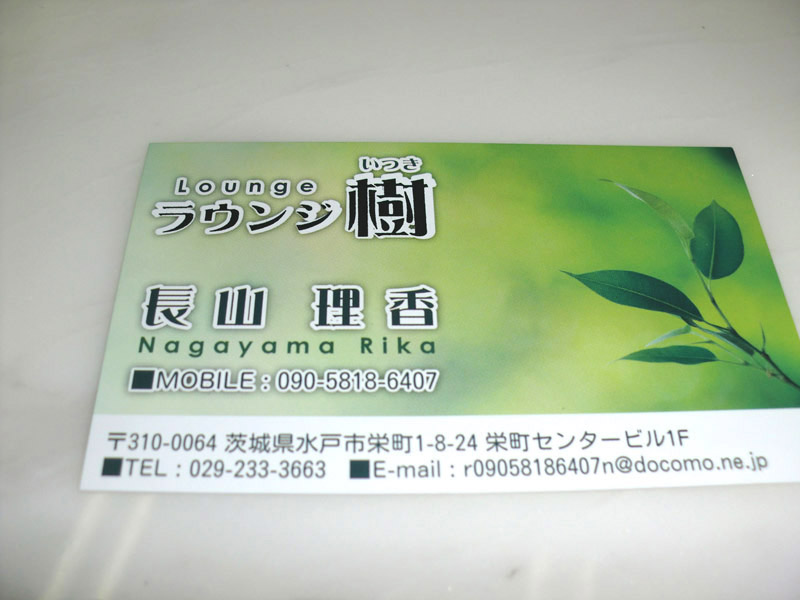 Lounge
いつき
ラウンジ樹
長山 理香
Nagayama Rika
■MOBILE : 090-5818-6407
〒310-0064 茨城県水戸市栄町1-8-24 栄町センタービル1F
■TEL : 029-233-3663 ■E-mail : r09058186407n@docomo.ne.jp